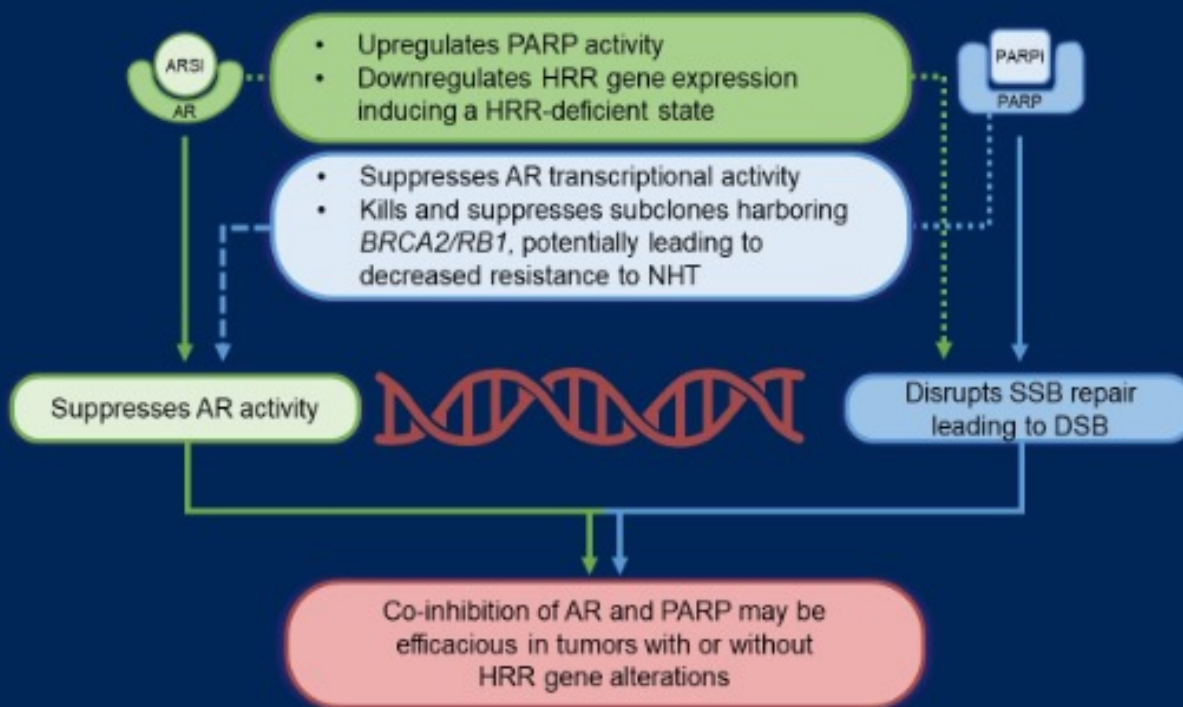 ARSI
AR
• Upregulates PARP activity
• Downregulates HRR gene expression
inducing a HRR-deficient state
PARPI
PARP
• Suppresses AR transcriptional activity
• Kills and suppresses subclones harboring
BRCA2/RB1, potentially leading to
decreased resistance to NHT
Suppresses AR activity
Disrupts SSB repair
leading to DSB
Co-inhibition of AR and PARP may be
efficacious in tumors with or without
HRR gene alterations